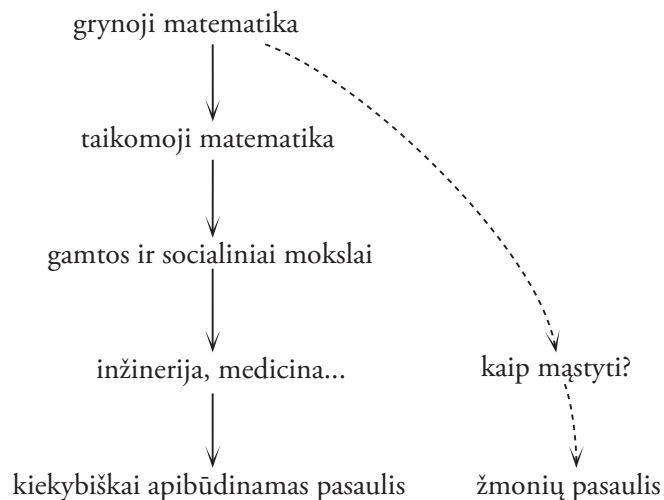 grynoji matematika
taikomoji matematika
gamtos ir socialiniai mokslai
inžinerija, medicina...
kaip mąstyti?
kiekybiškai apibūdinamas pasaulis
žmonių pasaulis